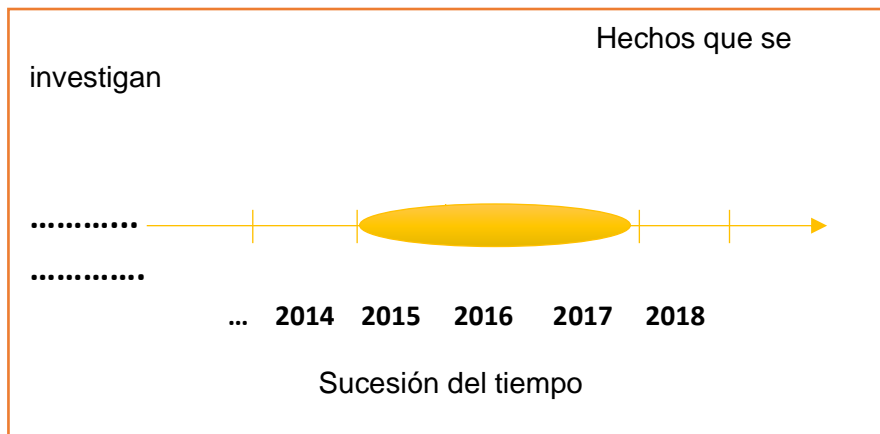 Hechos que se
investigan
…………...
………….
... 2014 2015 2016 2017 2018
Sucesión del tiempo